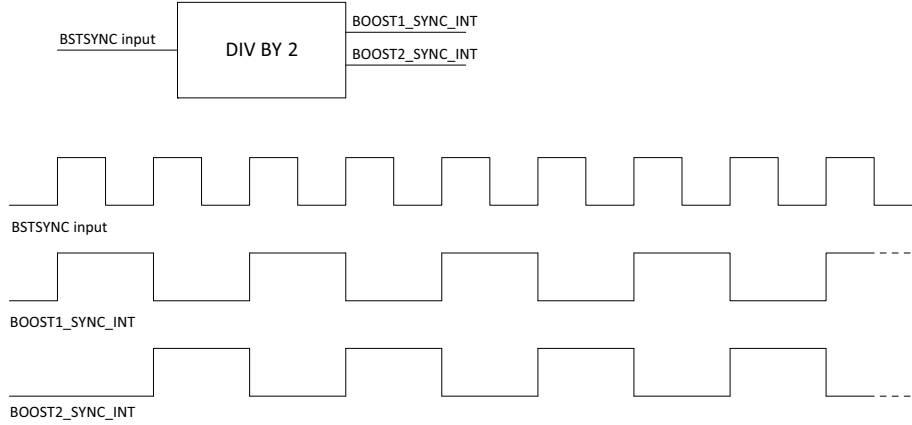 BOOST1_SYNC_INT
BSTSYNC input
DIV BY 2
BOOST2_SYNC_INT
BSTSYNC input
BOOST1_SYNC_INT
BOOST2_SYNC_INT